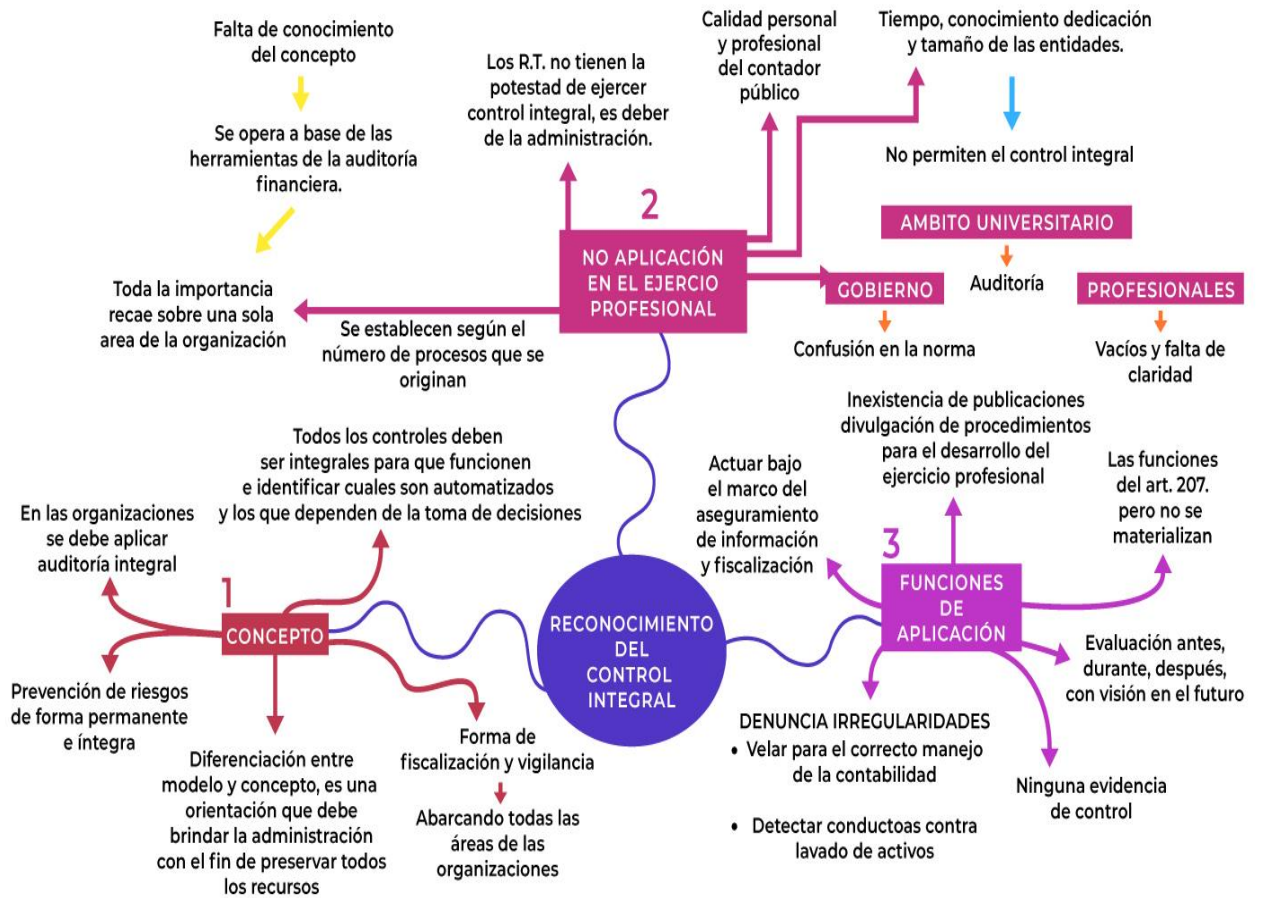 Falta de conocimiento
del concepto
Se opera a base de las
herramientas de la auditoría
financiera.
Toda la importancia
recae sobre una sola
area de la organización
Los R.T. no tienen la
potestad de ejercer
control integral, es deber
de la administración.
Calidad personal
y profesional
del contador
público
Tiempo, conocimiento dedicación
y tamaño de las entidades.
No permiten el control integral
2
NO APLICACIÓN
EN EL EJERCIO
PROFESIONAL
Se establecen según el
número de procesos que se
originan
AMBITO UNIVERSITARIO
Auditoría
GOBIERNO
Confusión en la norma
PROFESIONALES
Vacíos y falta de
claridad
RECONOCIMIENTO
DEL
CONTROL
INTEGRAL
1
CONCEPTO
Todos los controles deben
ser integrales para que funcionen
e identificar cuales son automatizados
y los que dependen de la toma de decisiones
En las organizaciones
se debe aplicar
auditoría integral
Prevención de riesgos
de forma permanente
e íntegra
Diferenciación entre
modelo y concepto, es una
orientación que debe
brindar la administración
con el fin de preservar todos
los recursos
Forma de
fiscalización y vigilancia
Abarcando todas las
áreas de las
organizaciones
3
FUNCIONES
DE
APLICACIÓN
Actuar bajo
el marco del
aseguramiento
de información
y fiscalización
Inexistencia de publicaciones
divulgación de procedimientos
para el desarrollo del
ejercicio profesional
Las funciones
del art. 207.
pero no se
materializan
Evaluación antes,
durante, después,
con visión en el futuro
Ninguna evidencia
de control
DENUNCIA IRREGULARIDADES
• Velar para el correcto manejo
de la contabilidad
• Detectar conductoas contra
lavado de activos